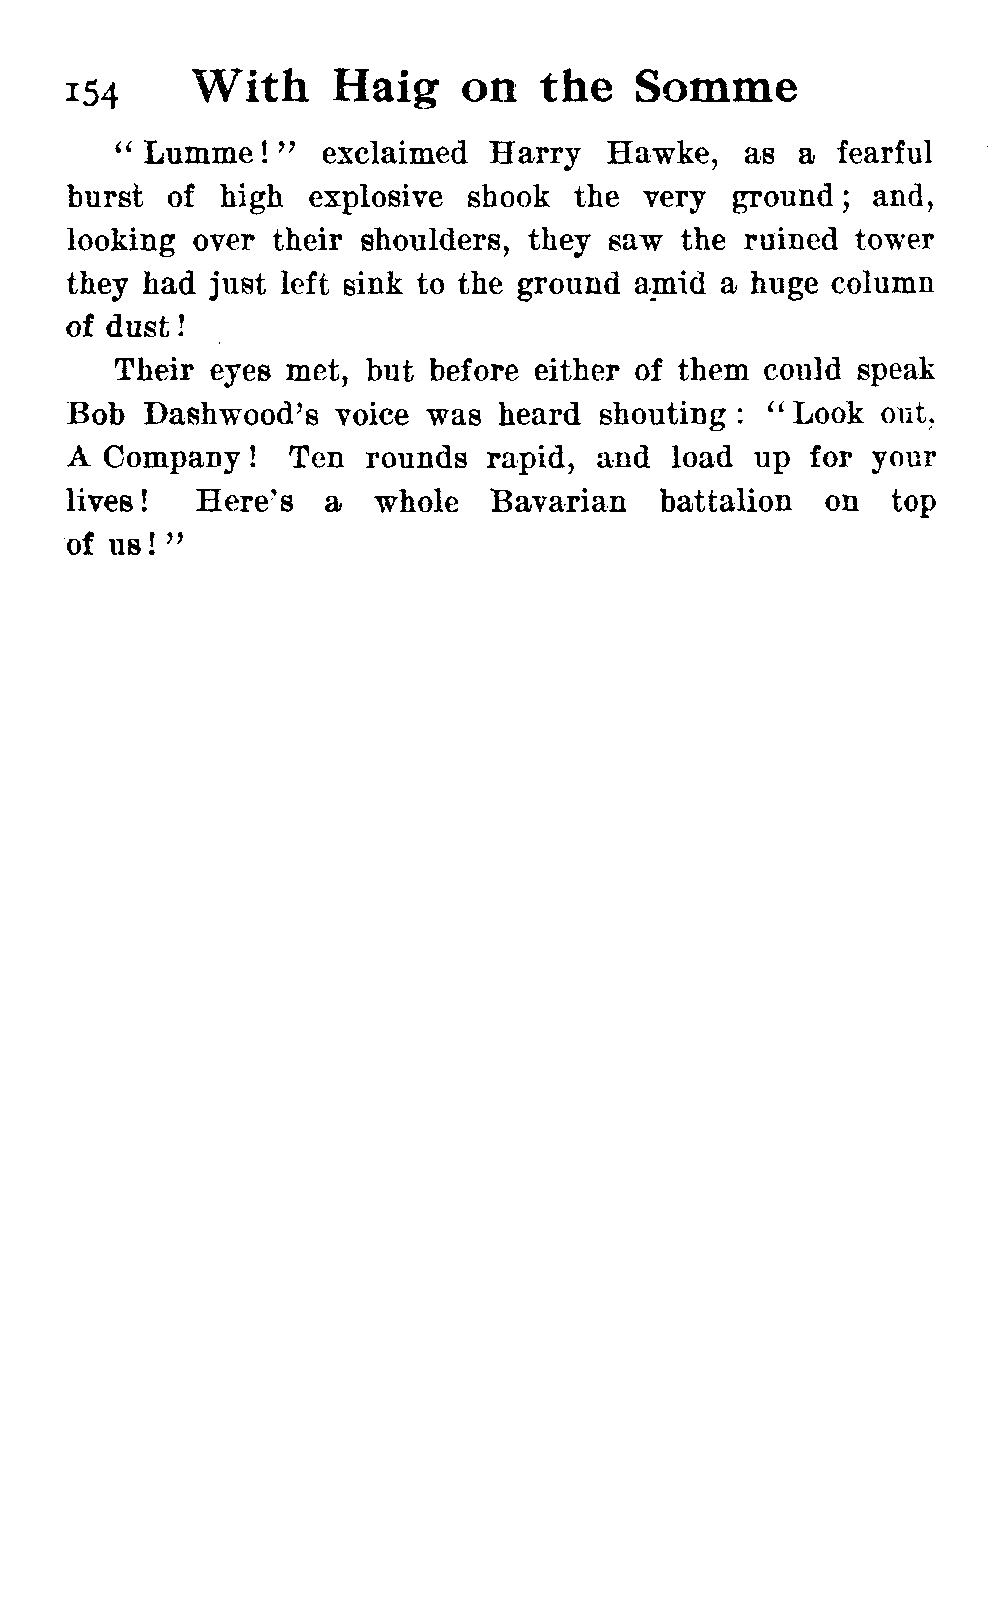 154 With Haig on the Somme
“ Lumme! ” exclaimed Harry Hawke, as a fearful
burst of high explosive shook the very ground; and,
looking over their shoulders, they saw the ruined tower
they had just left sink to the ground amid a huge column
of dust!
Their eyes met, but before either of them could speak
Bob Dashwood’s voice was heard shouting: “ Look out,
A Company! Ten rounds rapid, and load up for your
lives! Here’s a whole Bavarian battalion on top
of us! ”